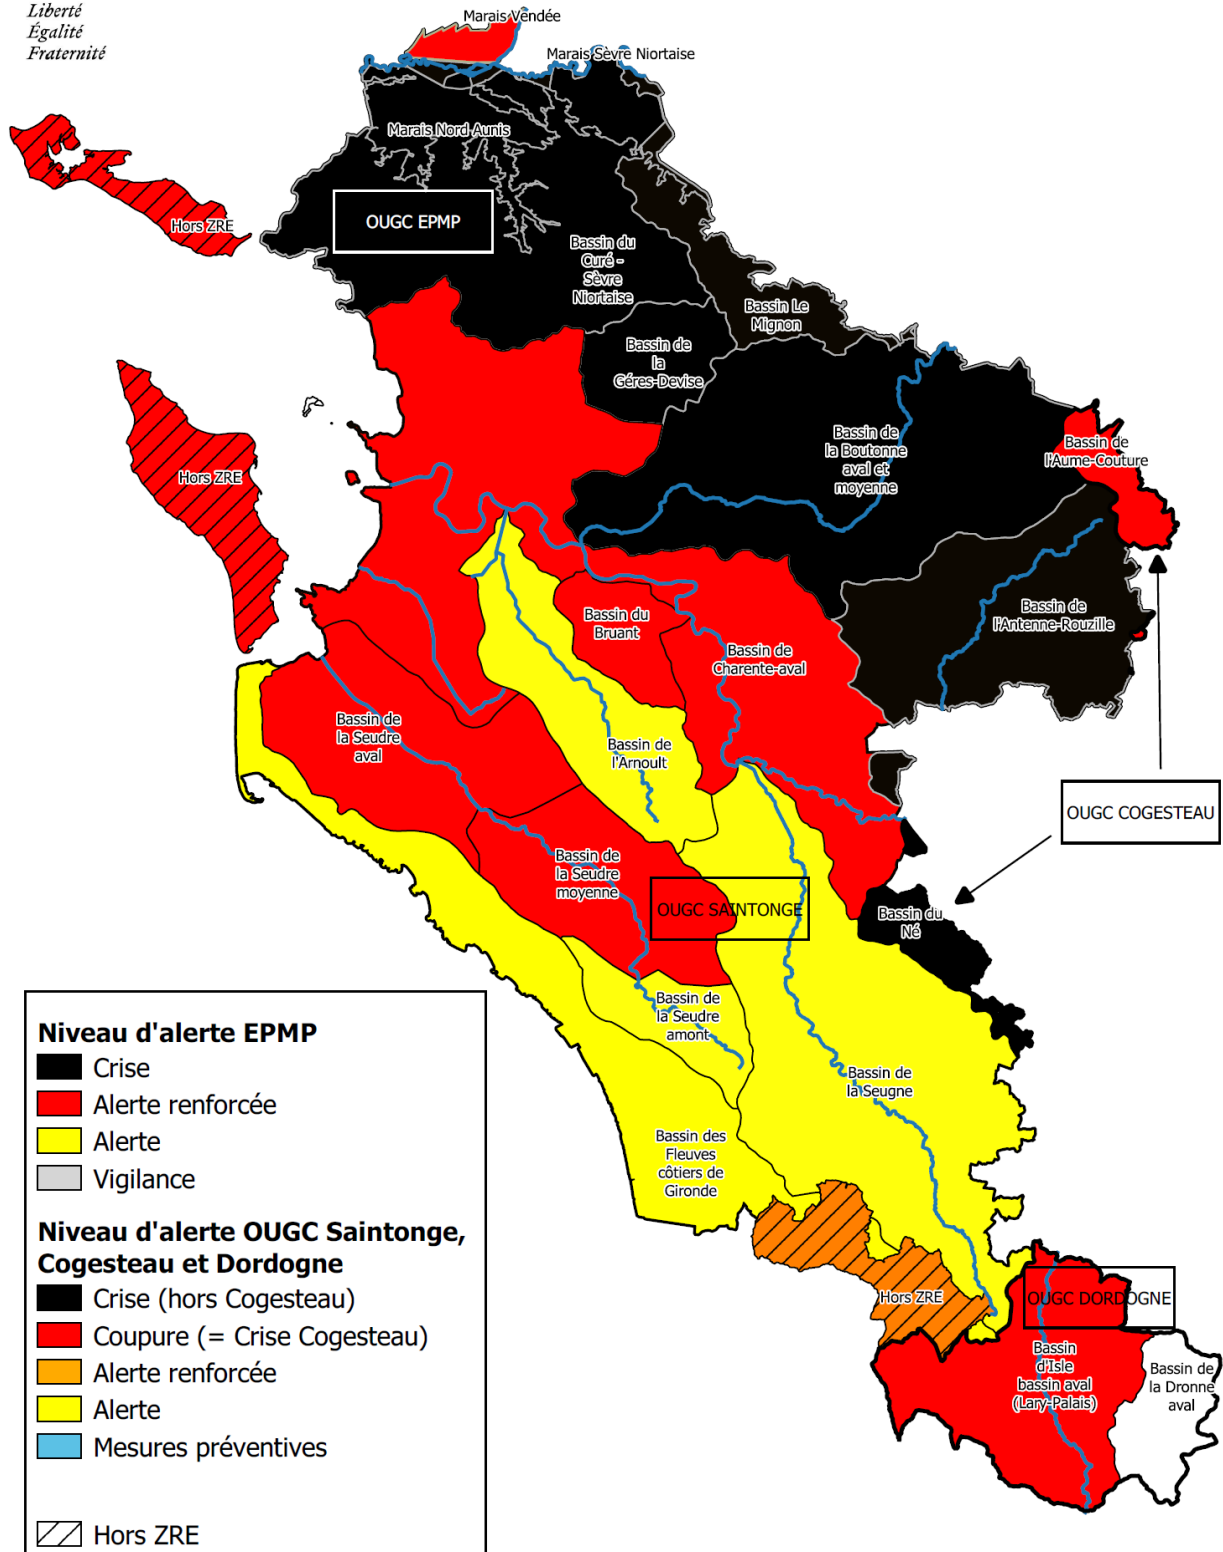 Liberté
Égalité
Fraternité
Marais Vendée
Marais Sèvre Niortaise
Marais Nord Aunis
Hors ZRE
OUGC EPMP
Bassin du
Curé -
Sèvre
Niortaise
Bassin Le
Mignon
Bassin de
la
Géres-Devise
Hors ZRE
Bassin de
la Boutonne
aval et
moyenne
Bassin de
l'Aume-Couture
Bassin de
l'Antenne-Rouzille
Bassin du
Bruant
Bassin de
Charente-aval
Bassin de
la Seudre
aval
Bassin de
l'Arnoult
OUGC COGESTEAU
Bassin de
la Seudre
moyenne
OUGC SAINTONGE
Bassin du
Né
Bassin de
la Seudre
amont
Bassin de
la Seugne
Bassin des
Fleuves
côtiers de
Gironde
Hors ZRE
OUGC DORDOGNE
Bassin
d'Isle
bassin aval
(Lary-Palais)
Bassin de
la Dronne
aval
Niveau d'alerte EPMP
Crise
Alerte renforcée
Alerte
Vigilance
Niveau d'alerte OUGC Saintonge,
Cogesteau et Dordogne
Crise (hors Cogesteau)
Coupure (= Crise Cogesteau)
Alerte renforcée
Alerte
Mesures préventives
Hors ZRE